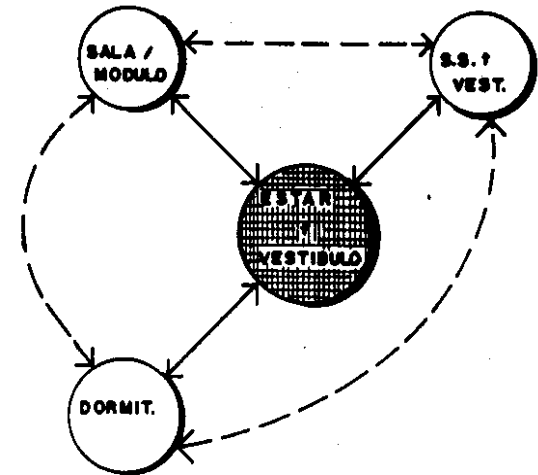 SALA /
MODULO
S.S. Y
VEST.
ESTAR
Y
VESTIBULO
DORMIT.